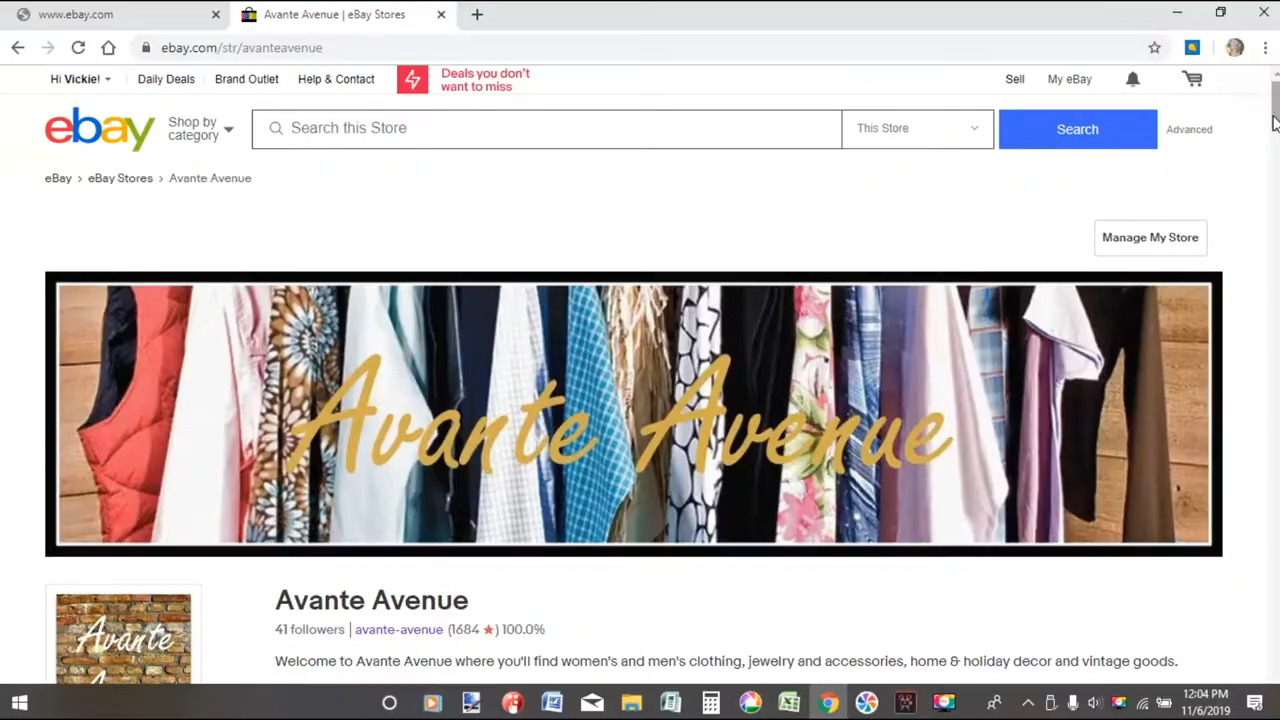 www.ebay.com
Avante Avenue | eBay Stores
ebay.com/str/avanteavenue
Hi Vickie!
Daily Deals
Brand Outlet
Help & Contact
Deals you don't
want to miss
Sell
My eBay
ebay
Shop by
category
Search this Store
This Store
Search
Advanced
eBay > eBay Stores > Avante Avenue
Manage My Store
Avante Avenue
Avante
Avante Avenue
41 followers | avante-avenue (1684 ★) 100.0%
Welcome to Avante Avenue where you'll find women's and men's clothing, jewelry and accessories, home & holiday decor and vintage goods.
12:04 PM
11/6/2019